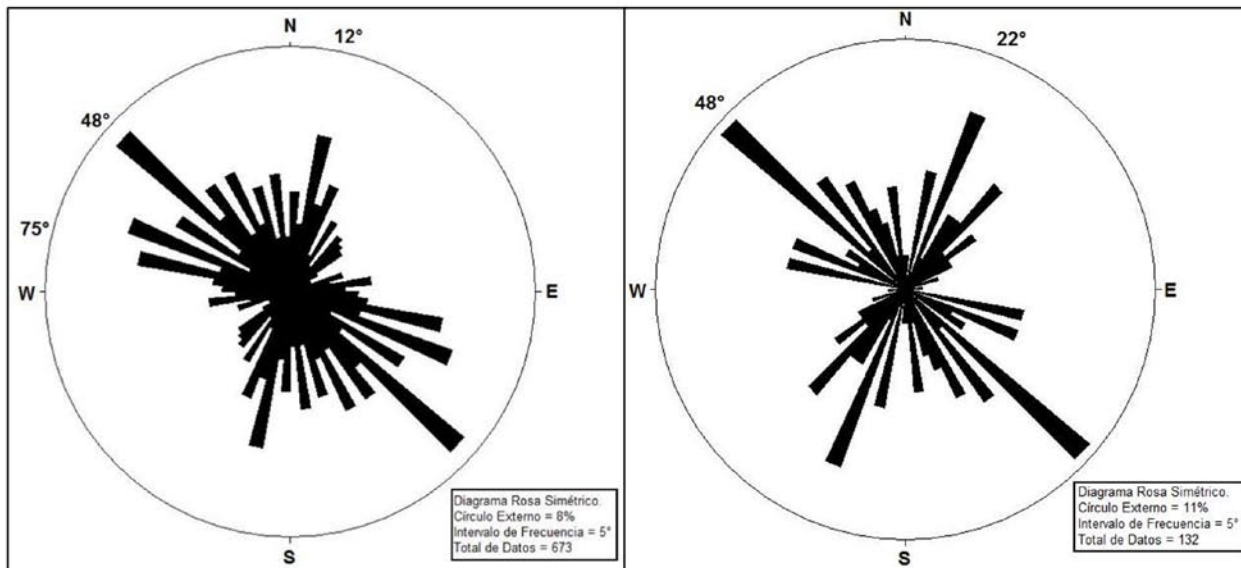 N
12°
48°
75°
W
E
S
Diagrama Rosa Simétrico.
Círculo Externo = 8%
Intervalo de Frecuencia = 5°
Total de Datos = 673
N
22°
48°
W
E
S
Diagrama Rosa Simétrico.
Círculo Externo = 11%
Intervalo de Frecuencia = 5°
Total de Datos = 132